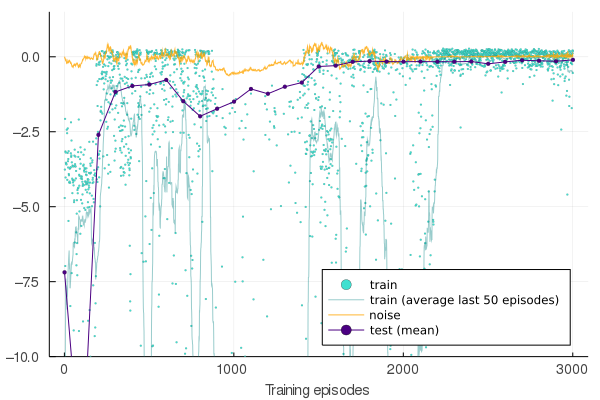 0.0
−2.5
−5.0
−7.5
−10.0
0
1000
2000
3000
Training episodes
train
train (average last 50 episodes)
noise
test (mean)